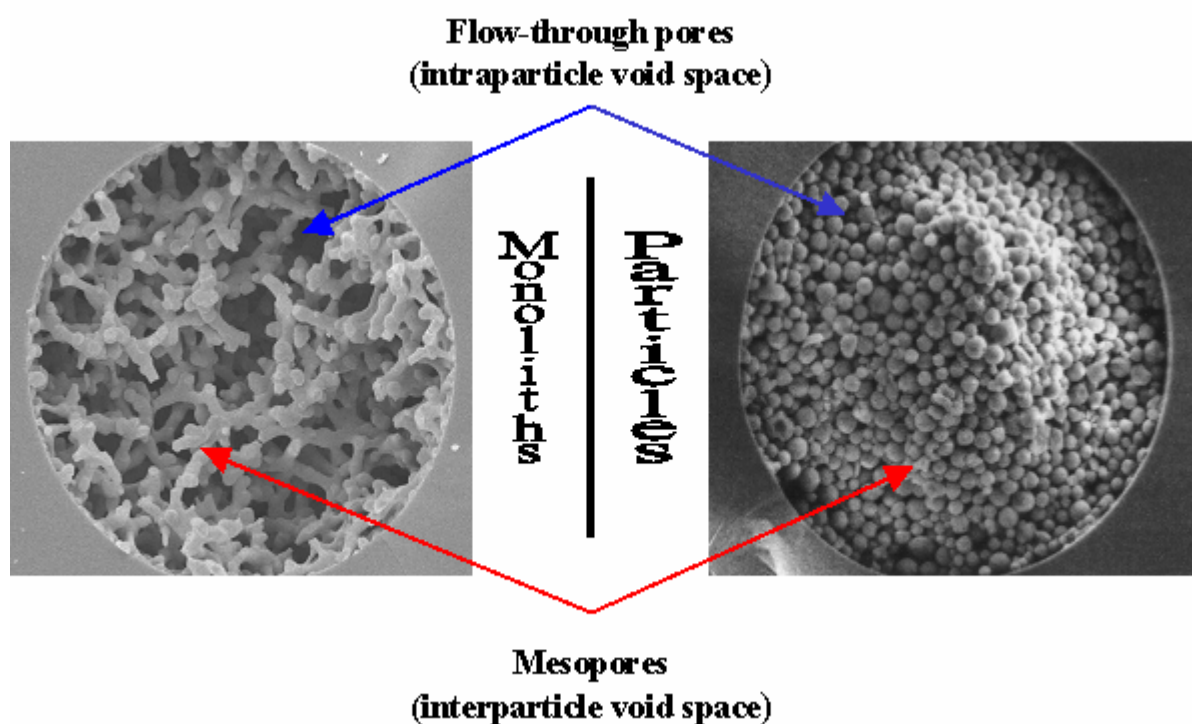 Flow-through pores
(intraparticle void space)
Monoliths
Particles
Mesopores
(interparticle void space)